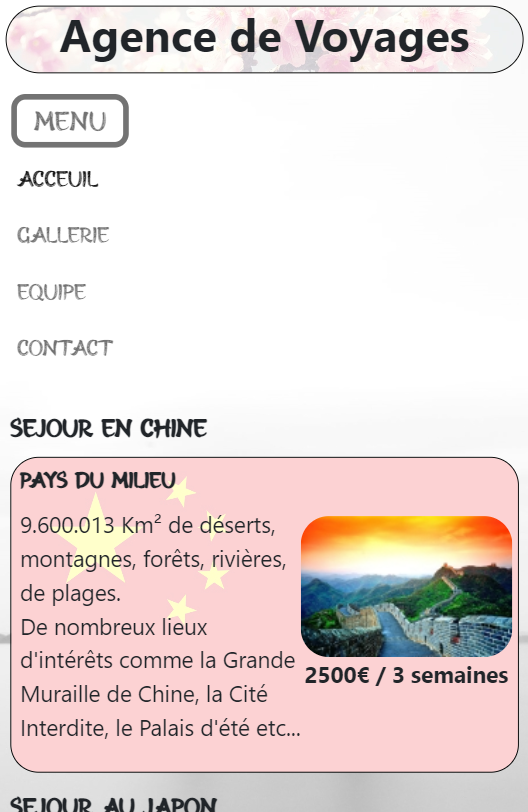 Agence de Voyages
MENU
ACCEUIL
GALLERIE
EQUIPE
CONTACT
SEJOUR EN CHINE
PAYS DU MILIEU
9.600.013 Km² de déserts,
montagnes, forêts, rivières,
de plages.
De nombreux lieux
d'intérêts comme la Grande
Muraille de Chine, la Cité
Interdite, le Palais d'été etc...
2500€ / 3 semaines
SEJOUR AU JAPON